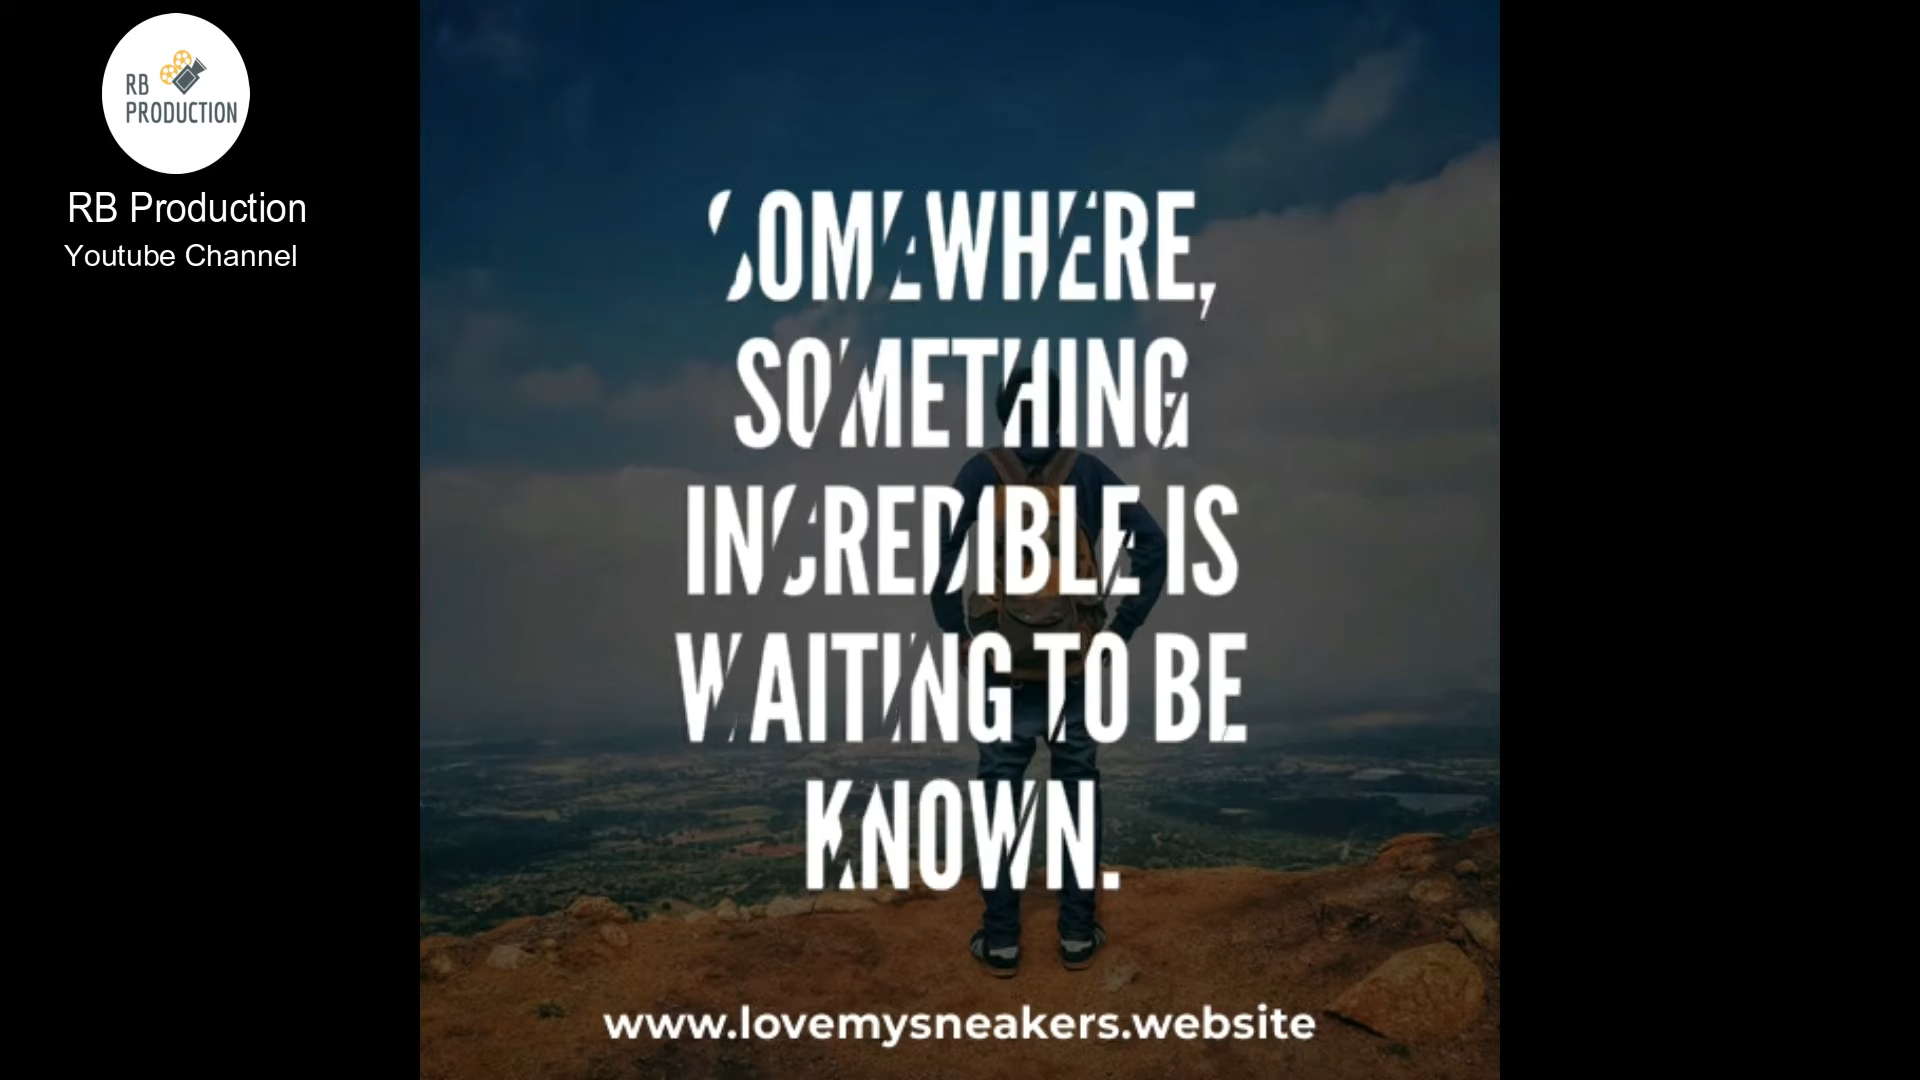 RB
PRODUCTION
RB Production
Youtube Channel
SOMEWHERE,
SOMETHING
INCREDIBLE IS
WAITING TO BE
KNOWN.
www.lovemysneakers.website